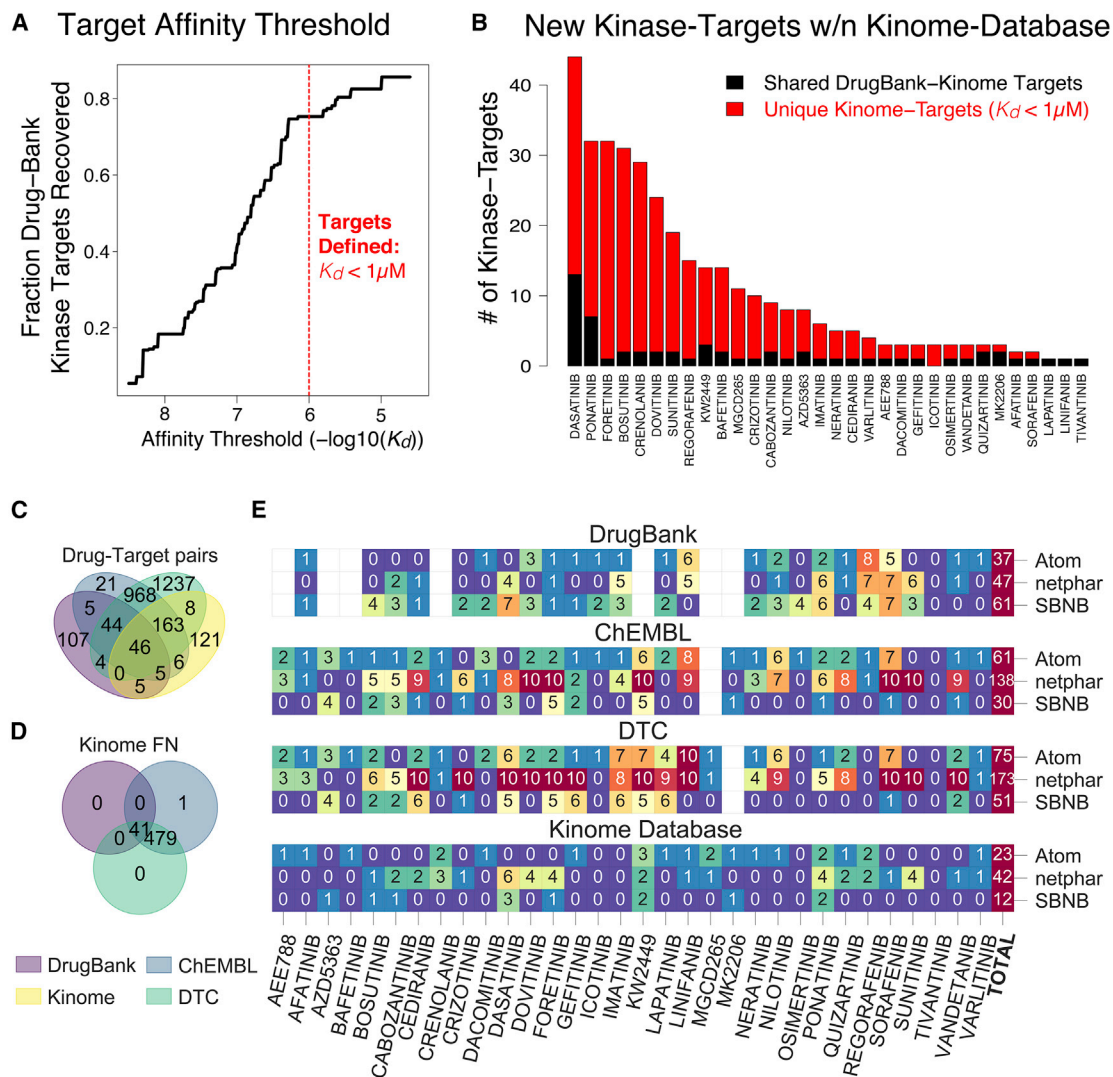 A Target Affinity Threshold
Fraction Drug–Bank
Kinase Targets Recovered
0.8
0.6
0.4
0.2
Targets
Defined:
Kd < 1µM
8 7 6 5
Affinity Threshold (−log10(Kd))
B New Kinase-Targets w/n Kinome-Database
# of Kinase−Targets
40
30
20
10
0
Shared DrugBank−Kinome Targets
Unique Kinome−Targets (Kd < 1µM)
DASATINIB
PONATINIB
FORETINIB
BOSUTINIB
CRENOLANIB
DOVITINIB
SUNITINIB
REGORAFENIB
KW2449
BAFETINIB
MGCD265
CRIZOTINIB
CABOZANTINIB
NILOTINIB
AZD5363
IMATINIB
NERATINIB
CEDIRANIB
VARLITINIB
AEE788
DACOMITINIB
GEFITINIB
ICOTINIB
OSIMERTINIB
VANDETANIB
QUIZARTINIB
MK2206
AFATINIB
SORAFENIB
LAPATINIB
LINIFANIB
TIVANTINIB
C
Drug-Target pairs
21 1237
5 968 8
107 44 163 121
4 46 6
0 5
5
D
Kinome FN
0 0 1
41
0 479
0
DrugBank ChEMBL
Kinome DTC
E
DrugBank
1 0 0 0 0 1 0 3 1 1 1 1 1 6 0 2 0 2 1 8 5 0 0 1 1 37 Atom
0 0 2 1 0 0 4 0 1 0 0 5 0 5 0 1 0 6 1 7 7 6 0 1 0 47 netphar
1 4 3 1 2 2 7 3 1 1 2 3 2 0 2 3 4 6 0 4 7 3 0 0 0 61 SBNB
ChEMBL
2 1 3 1 1 1 2 1 0 3 0 2 2 1 1 1 6 2 8 1 1 1 6 1 2 2 1 7 0 0 1 1 61 Atom
3 1 0 0 5 5 9 1 6 1 8 10 10 2 0 4 10 0 9 0 3 7 0 6 8 1 10 10 0 9 0 138 netphar
0 0 4 0 2 3 1 0 1 0 3 0 5 2 0 0 5 0 0 1 0 0 0 0 0 0 1 0 0 0 0 30 SBNB
DTC
2 1 3 1 2 0 2 1 0 2 6 2 2 1 1 7 7 4 10 1 1 6 1 2 2 0 7 0 0 2 1 75 Atom
3 3 0 0 6 5 10 1 10 0 10 10 10 10 0 8 10 9 10 1 4 9 0 5 8 0 10 10 0 10 1 173 netphar
0 0 4 0 2 2 6 0 1 0 5 0 5 6 0 6 5 6 0 0 0 0 0 0 0 0 1 0 0 2 0 51 SBNB
Kinome Database
1 1 0 1 0 0 0 2 0 1 0 0 0 1 0 0 3 1 1 2 1 1 1 0 2 1 2 0 0 0 0 1 23 Atom
0 0 0 0 1 2 2 3 1 0 6 4 4 0 0 0 2 0 1 1 0 0 0 0 4 2 2 1 4 0 1 1 42 netphar
0 0 1 0 1 0 0 0 0 0 3 0 1 0 0 0 2 0 0 0 1 0 0 0 2 0 0 0 0 0 0 0 12 SBNB
AEE788
AFATINIB
AZD5363
BAFETINIB
BOSUTINIB
CABOZANTINIB
CEDIRANIB
CRENOLANIB
CRIZOTINIB
DACOMITINIB
DASATINIB
DOVITINIB
FORETINIB
GEFITINIB
ICOTINIB
IMATINIB
KW2449
LAPATINIB
LINIFANIB
MGCD265
MK2206
NERATINIB
NILOTINIB
OSIMERTINIB
PONATINIB
QUIZARTINIB
REGORAFENIB
SORAFENIB
SUNITINIB
TIVANTINIB
VANDETANIB
VARLITINIB
TOTAL